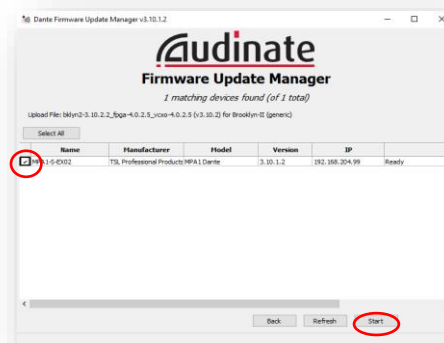 Dante Firmware Update Manager v3.10.1.2
Audinate
Firmware Update Manager
1 matching devices found (of 1 total)
Upload File: bklyn2-3.10.2.2_fpga-4.0.2.5_vcxo-4.0.2.5 (v3.10.2) for Brooklyn-II (generic)
Select All
Name Manufacturer Model Version IP
MPA1-S-EX02 TSL Professional Products MPA1 Dante 3.10.1.2 192.168.204.99 Ready
Back Refresh Start